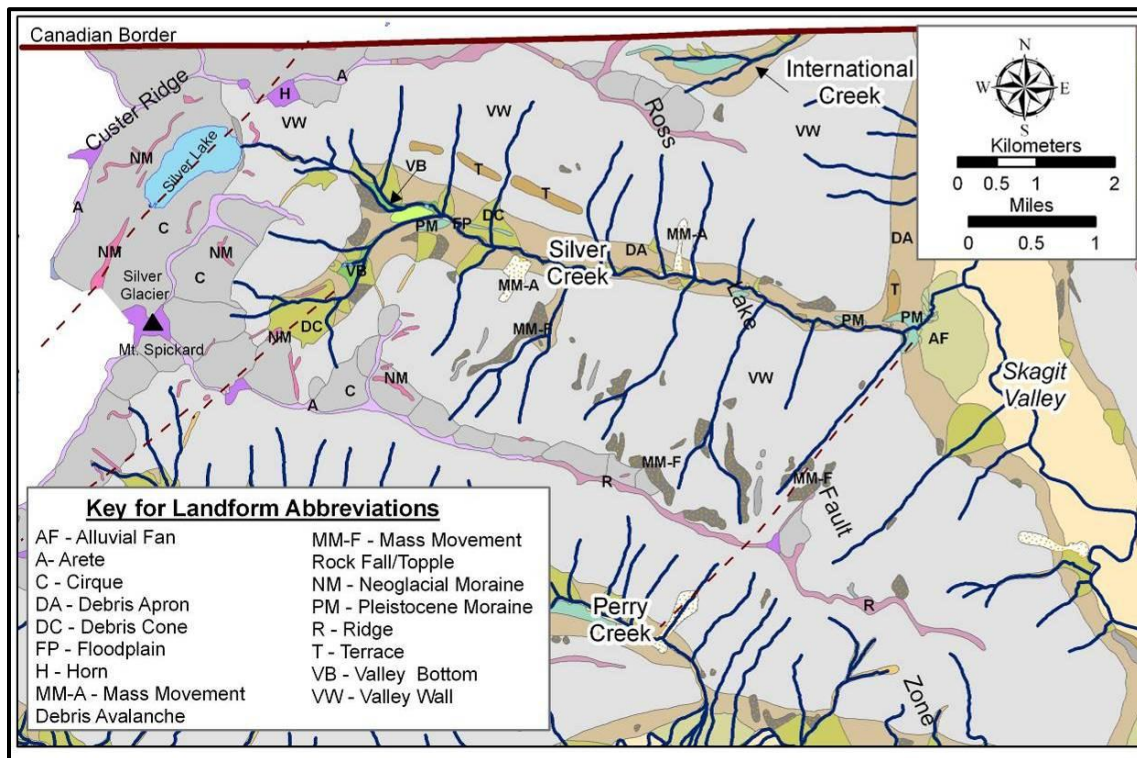 Canadian Border
Custer Ridge
A
H
A
VW
NM
Silver Lake
A
C
NM
NM
C
Silver
Glacier
Mt. Spickard
NM
DC
VB
VB
PM
FP
DC
T
T
VW
Ross
International
Creek
VW
MM-A
Silver
Creek
DA
MM-A
MM-F
Lake
VW
PM
PM
T
DA
AF
Skagit
Valley
A
C
NM
R
MM-F
MM-F
Fault
R
Perry
Creek
Zone
N
W
E
S
Kilometers
0 0.5 1 2
Miles
0 0.5 1
Key for Landform Abbreviations
AF - Alluvial Fan
A- Arete
C - Cirque
DA - Debris Apron
DC - Debris Cone
FP - Floodplain
H - Horn
MM-A - Mass Movement
Debris Avalanche
MM-F - Mass Movement
Rock Fall/Topple
NM - Neoglacial Moraine
PM - Pleistocene Moraine
R - Ridge
T - Terrace
VB - Valley Bottom
VW - Valley Wall